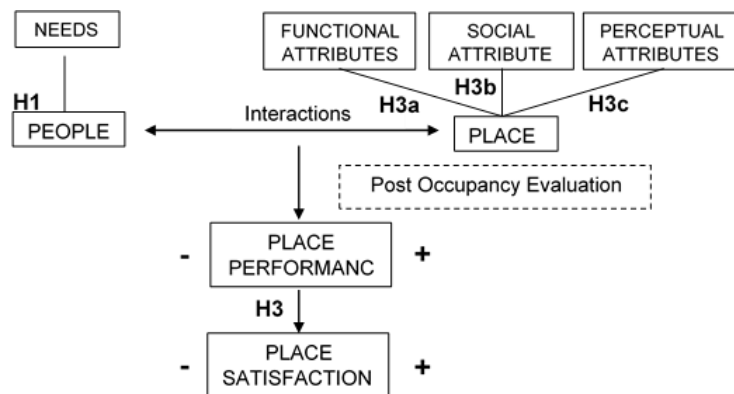 NEEDS
FUNCTIONAL
ATTRIBUTES
SOCIAL
ATTRIBUTE
PERCEPTUAL
ATTRIBUTES
H1
H3a
H3b
H3c
PEOPLE
Interactions
PLACE
Post Occupancy Evaluation
- PLACE
PERFORMANC +
H3
- PLACE
SATISFACTION +